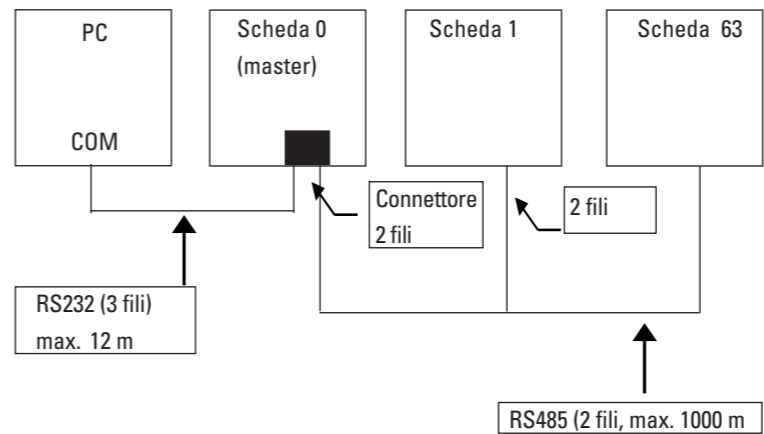 PC
COM
Scheda 0
(master)
Scheda 1
Scheda 63
Connettore
2 fili
2 fili
RS232 (3 fili)
max. 12 m
RS485 (2 fili, max. 1000 m